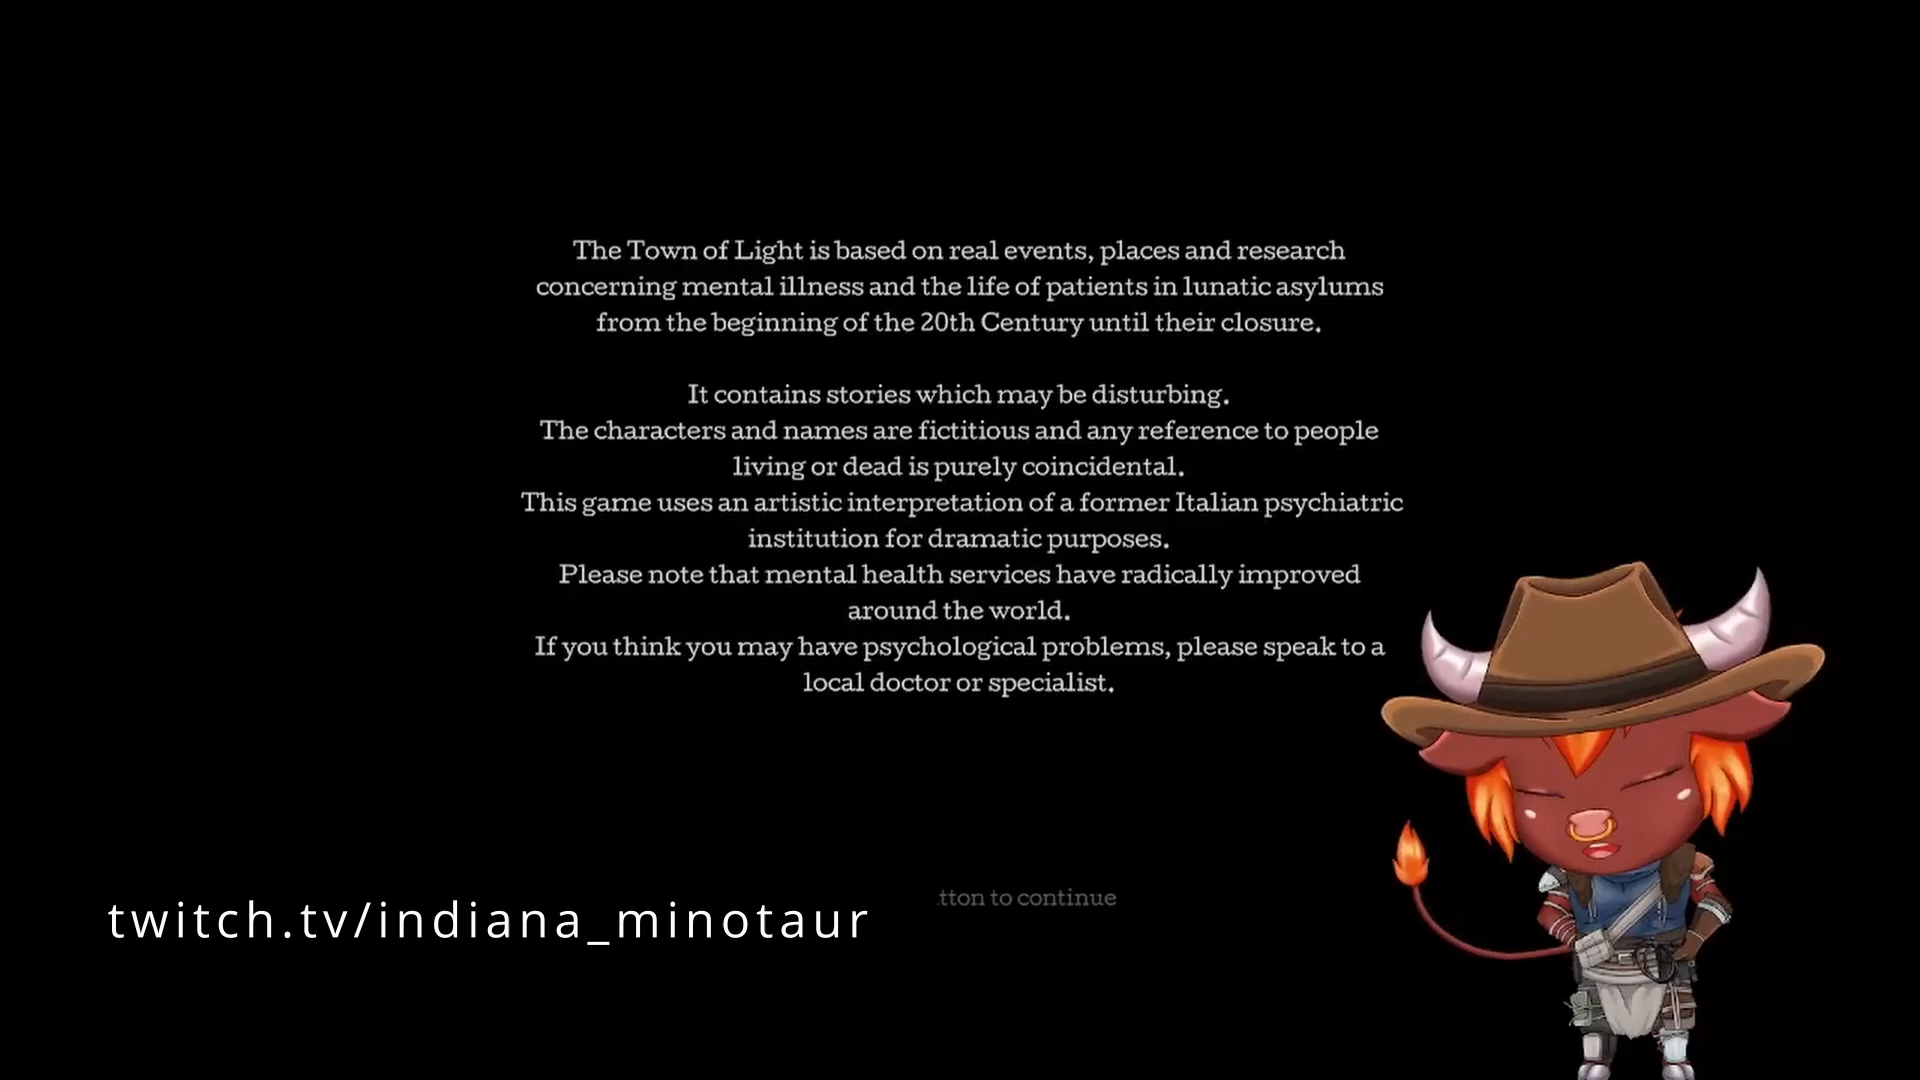 The Town of Light is based on real events, places and research
concerning mental illness and the life of patients in lunatic asylums
from the beginning of the 20th Century until their closure.
It contains stories which may be disturbing.
The characters and names are fictitious and any reference to people
living or dead is purely coincidental.
This game uses an artistic interpretation of a former Italian psychiatric
institution for dramatic purposes.
Please note that mental health services have radically improved
around the world.
If you think you may have psychological problems, please speak to a
local doctor or specialist.
to continue
twitch.tv/indiana_minotaur